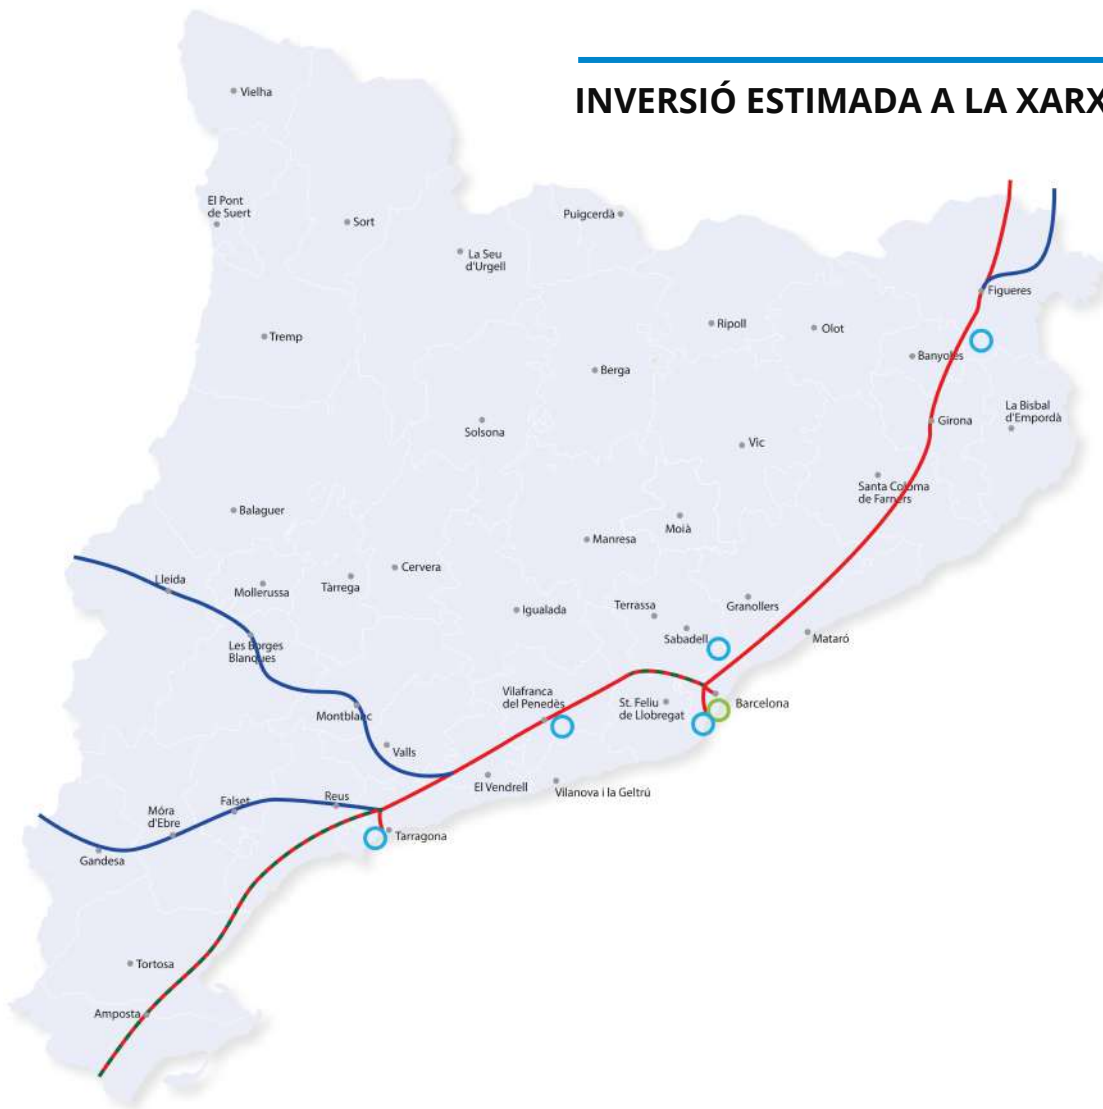 INVERSIÓ ESTIMADA A LA XARX
Vielha
El Pont
de Suert
Sort
Puigcerdà
La Seu
d'Urgell
Figueres
Tremp
Ripoll
Olot
Banyoles
Berga
La Bisbal
d'Empordà
Solsona
Girona
Vic
Santa Coloma
de Farners
Balaguer
Moià
Manresa
Cervera
Lleida
Mollerussa
Tàrrega
Igualada
Terrassa
Granollers
Sabadell
Mataró
Les Borges
Blanques
Vilafranca
del Penedès
St. Feliu
de Llobregat
Barcelona
Montblanc
Valls
El Vendrell
Vilanova i la Geltrú
Reus
Falset
Móra
d'Ebre
Tarragona
Gandesa
Tortosa
Amposta